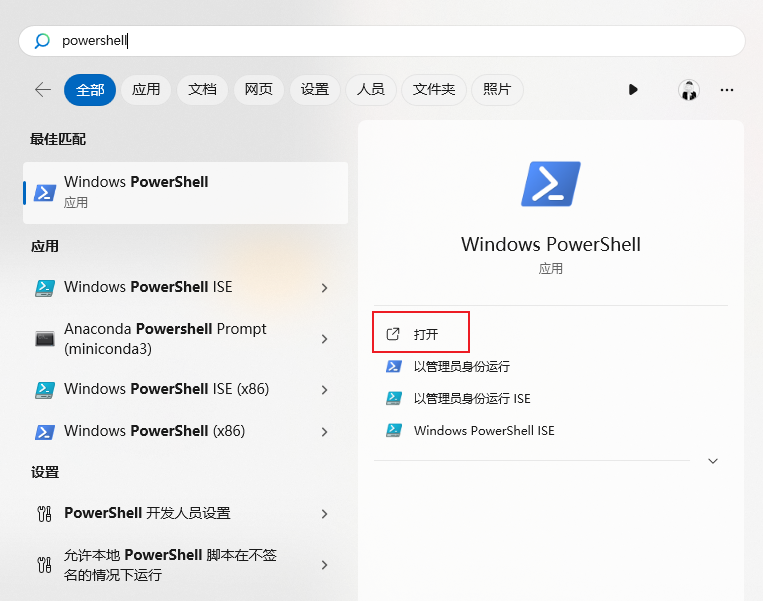 powershell
全部
应用
文档
网页
设置
人员
文件夹
照片
最佳匹配
Windows PowerShell
应用
应用
Windows PowerShell ISE
Anaconda Powershell Prompt
(miniconda3)
Windows PowerShell ISE (x86)
Windows PowerShell (x86)
设置
PowerShell 开发人员设置
允许本地 PowerShell 脚本在不签
名的情况下运行
Windows PowerShell
应用
打开
以管理员身份运行
以管理员身份运行 ISE
Windows PowerShell ISE